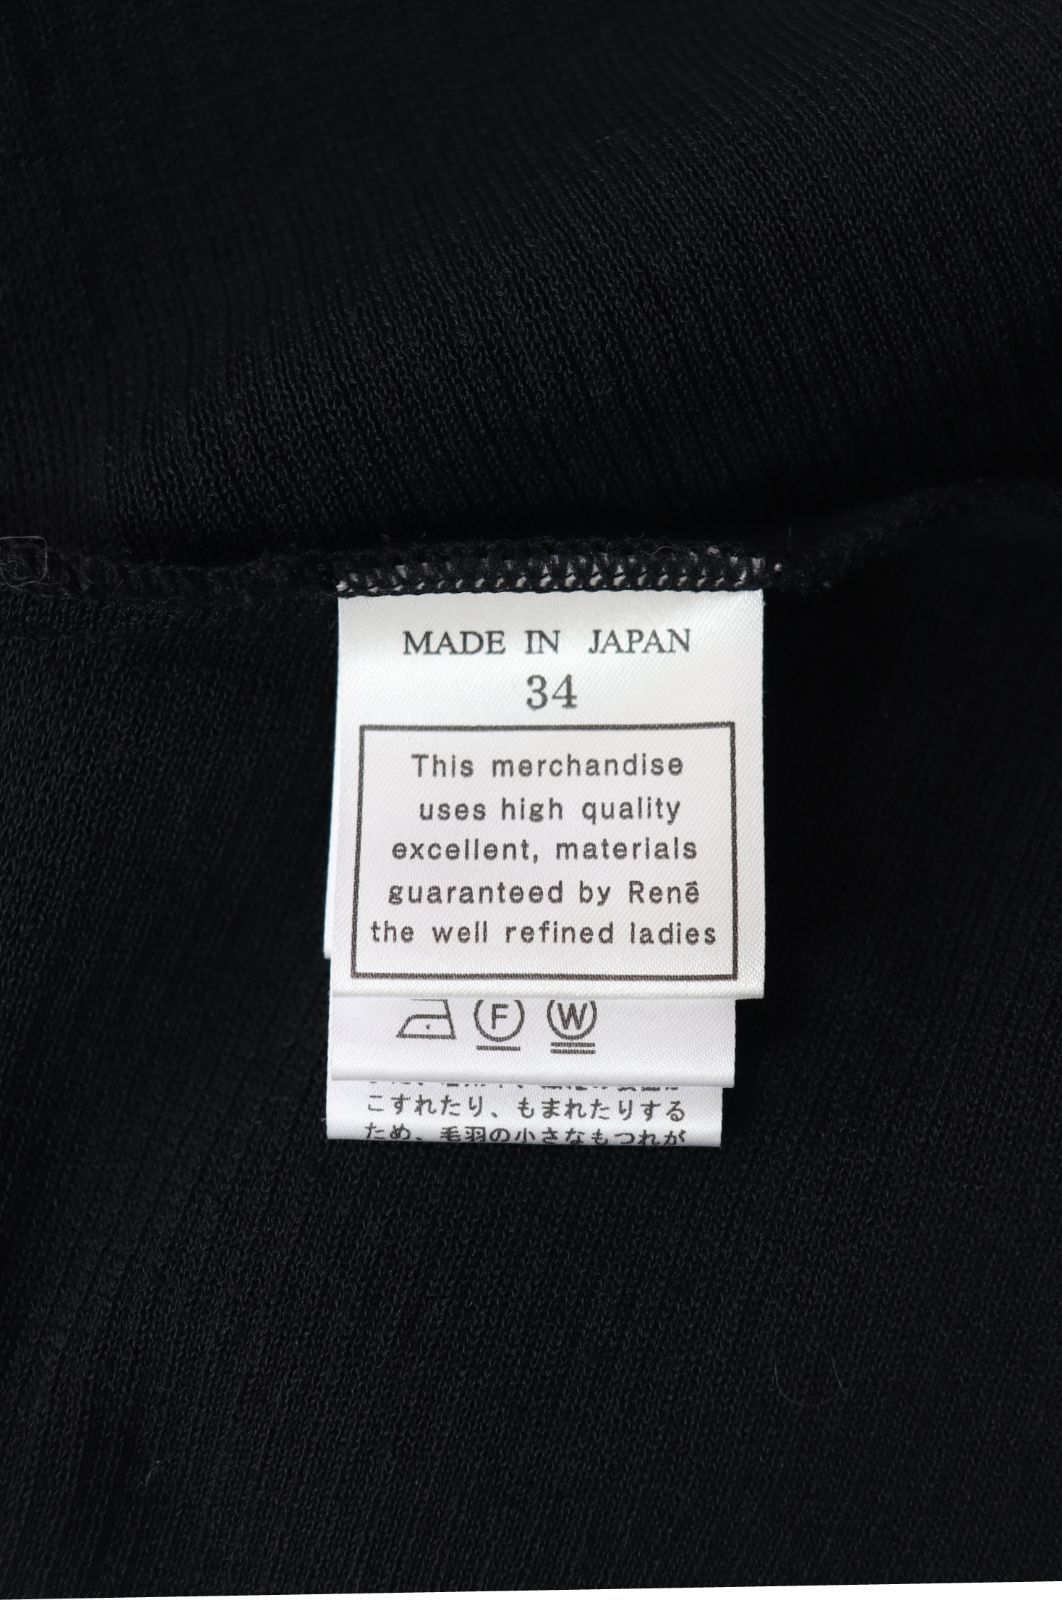 MADE IN JAPAN
34
This merchandise
uses high quality
excellent, materials
guaranteed by René
the well refined ladies
F W
こすれたり、もまれたりする
ため、毛羽の小さなもつれが